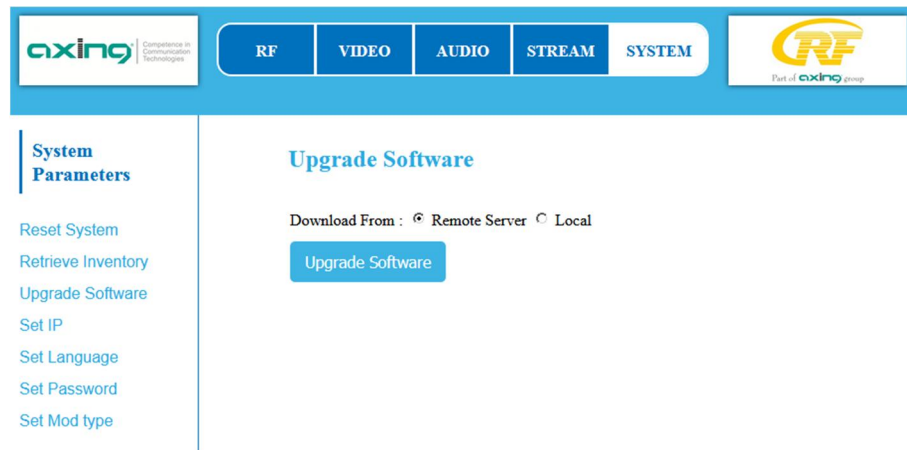 axing
Competence in
Communication
Technologies
RF
VIDEO
AUDIO
STREAM
SYSTEM
RF
Part of axing group
System
Parameters
Reset System
Retrieve Inventory
Upgrade Software
Set IP
Set Language
Set Password
Set Mod type
Upgrade Software
Download From : Remote Server Local
Upgrade Software